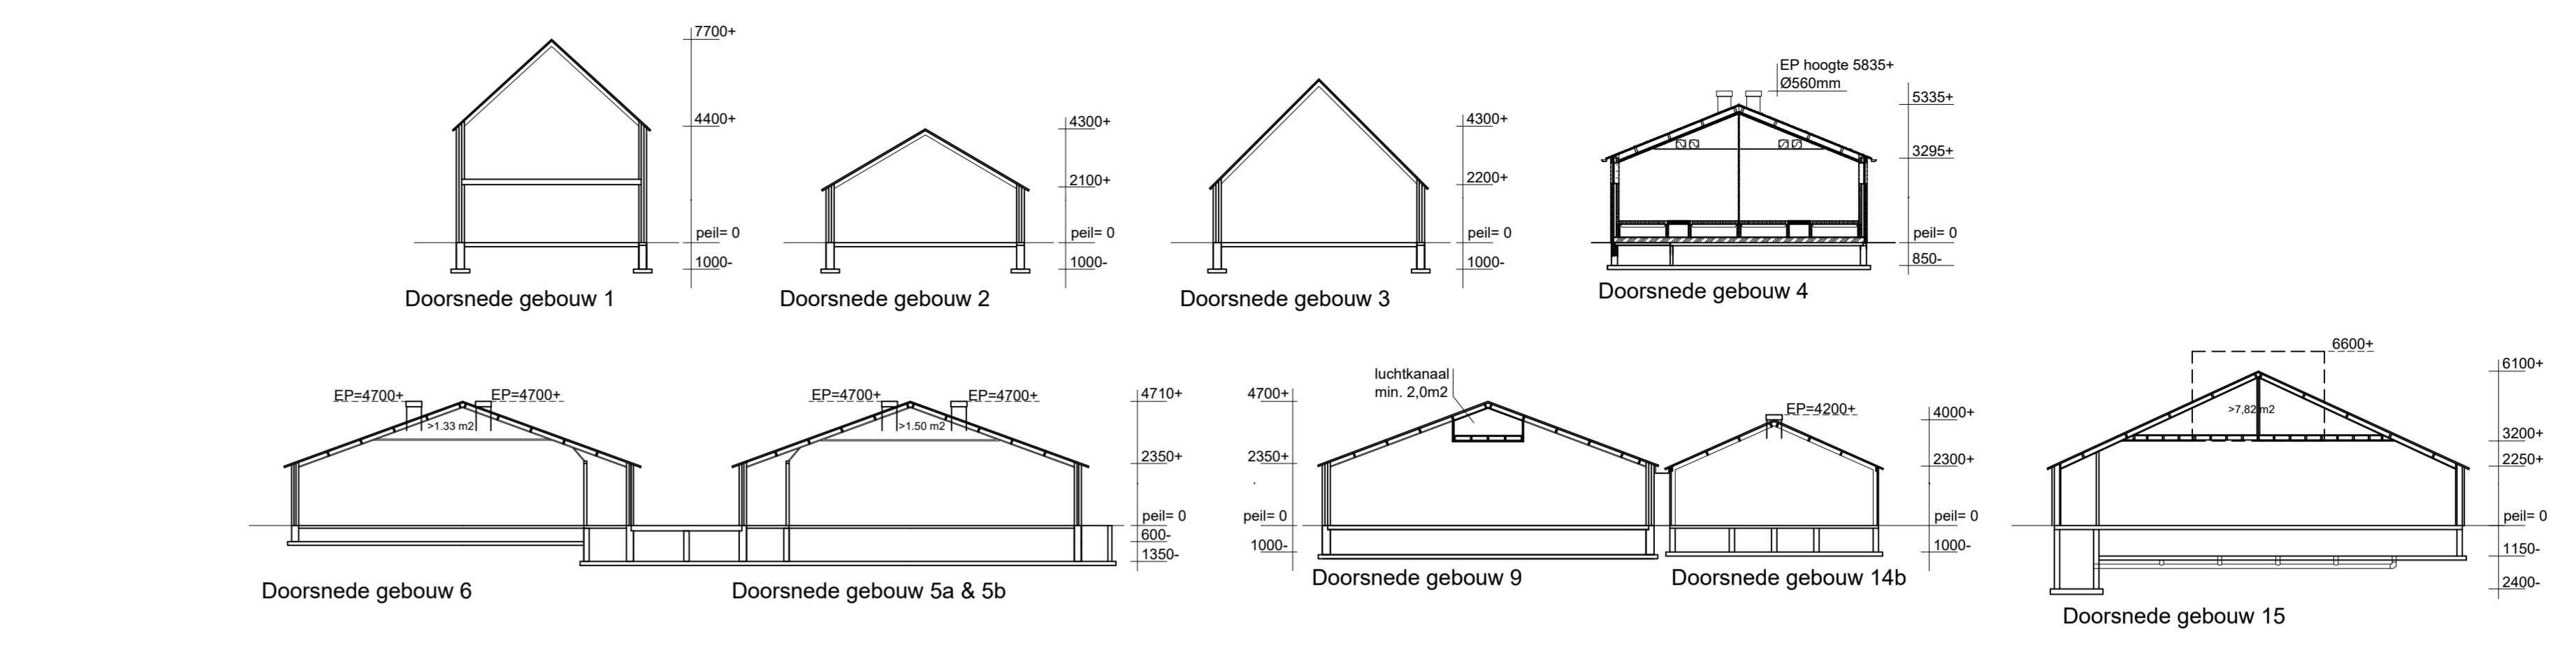 7700+
4400+
peil= 0
1000-
Doorsnede gebouw 1
4300+
2100+
peil= 0
1000-
Doorsnede gebouw 2
4300+
2200+
peil= 0
1000-
Doorsnede gebouw 3
EP hoogte 5835+
Ø560mm
5335+
3295+
peil= 0
850-
Doorsnede gebouw 4
EP=4700+
EP=4700+
>1.33 m2
Doorsnede gebouw 6
EP=4700+
EP=4700+
>1.50 m2
4710+
2350+
peil= 0
600-
1350-
Doorsnede gebouw 5a & 5b
4700+
2350+
peil= 0
1000-
luchtkanaal
min. 2,0m2
Doorsnede gebouw 9
EP=4200+
4000+
2300+
peil= 0
1000-
Doorsnede gebouw 14b
6600+
>7,82 m2
6100+
3200+
2250+
peil= 0
1150-
2400-
Doorsnede gebouw 15